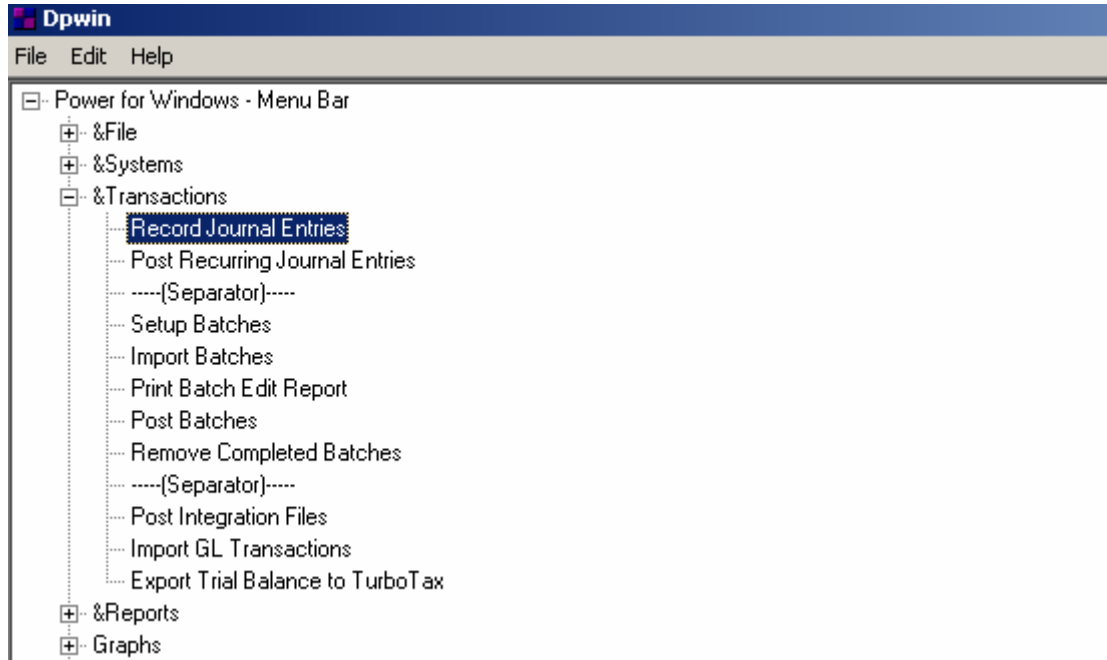 Dpwin
File Edit Help
Power for Windows - Menu Bar
&File
&Systems
&Transactions
Record Journal Entries
Post Recurring Journal Entries
-----(Separator)-----
Setup Batches
Import Batches
Print Batch Edit Report
Post Batches
Remove Completed Batches
-----(Separator)-----
Post Integration Files
Import GL Transactions
Export Trial Balance to TurboTax
&Reports
Graphs